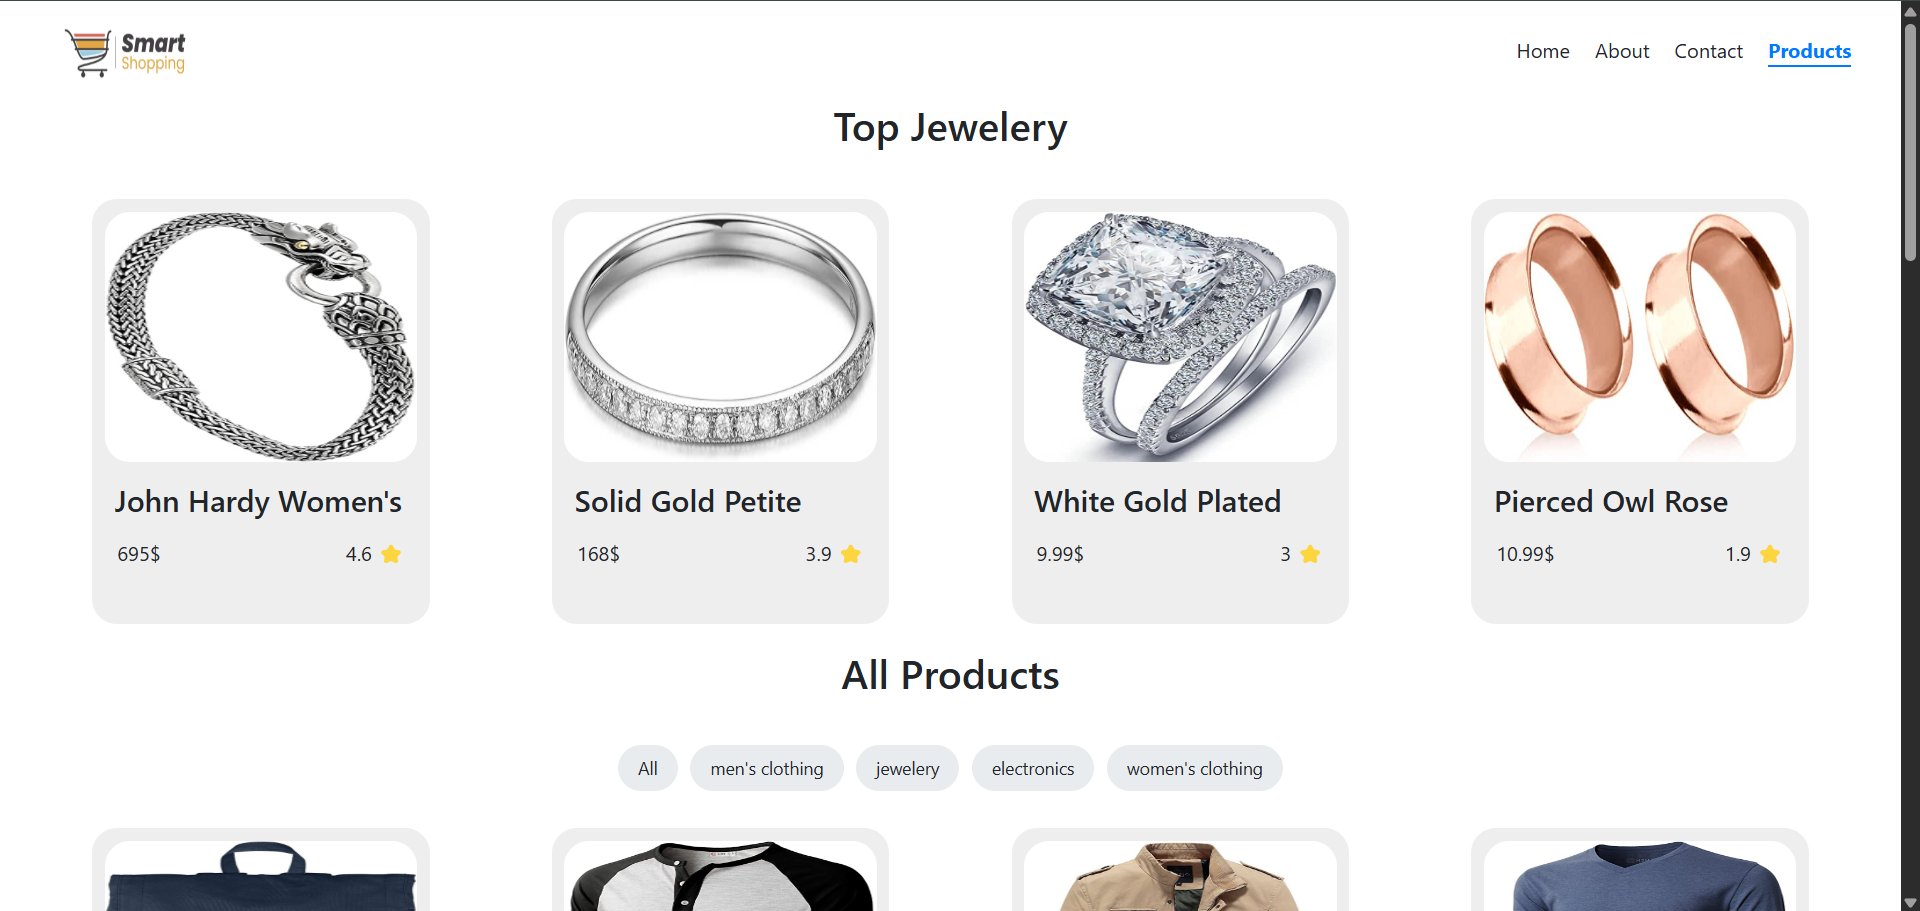 Smart
Shopping
Home About Contact Products
Top Jewelery
John Hardy Women's
695$ 4.6
Solid Gold Petite
168$ 3.9
White Gold Plated
9.99$ 3
Pierced Owl Rose
10.99$ 1.9
All Products
All men's clothing jewelery electronics women's clothing